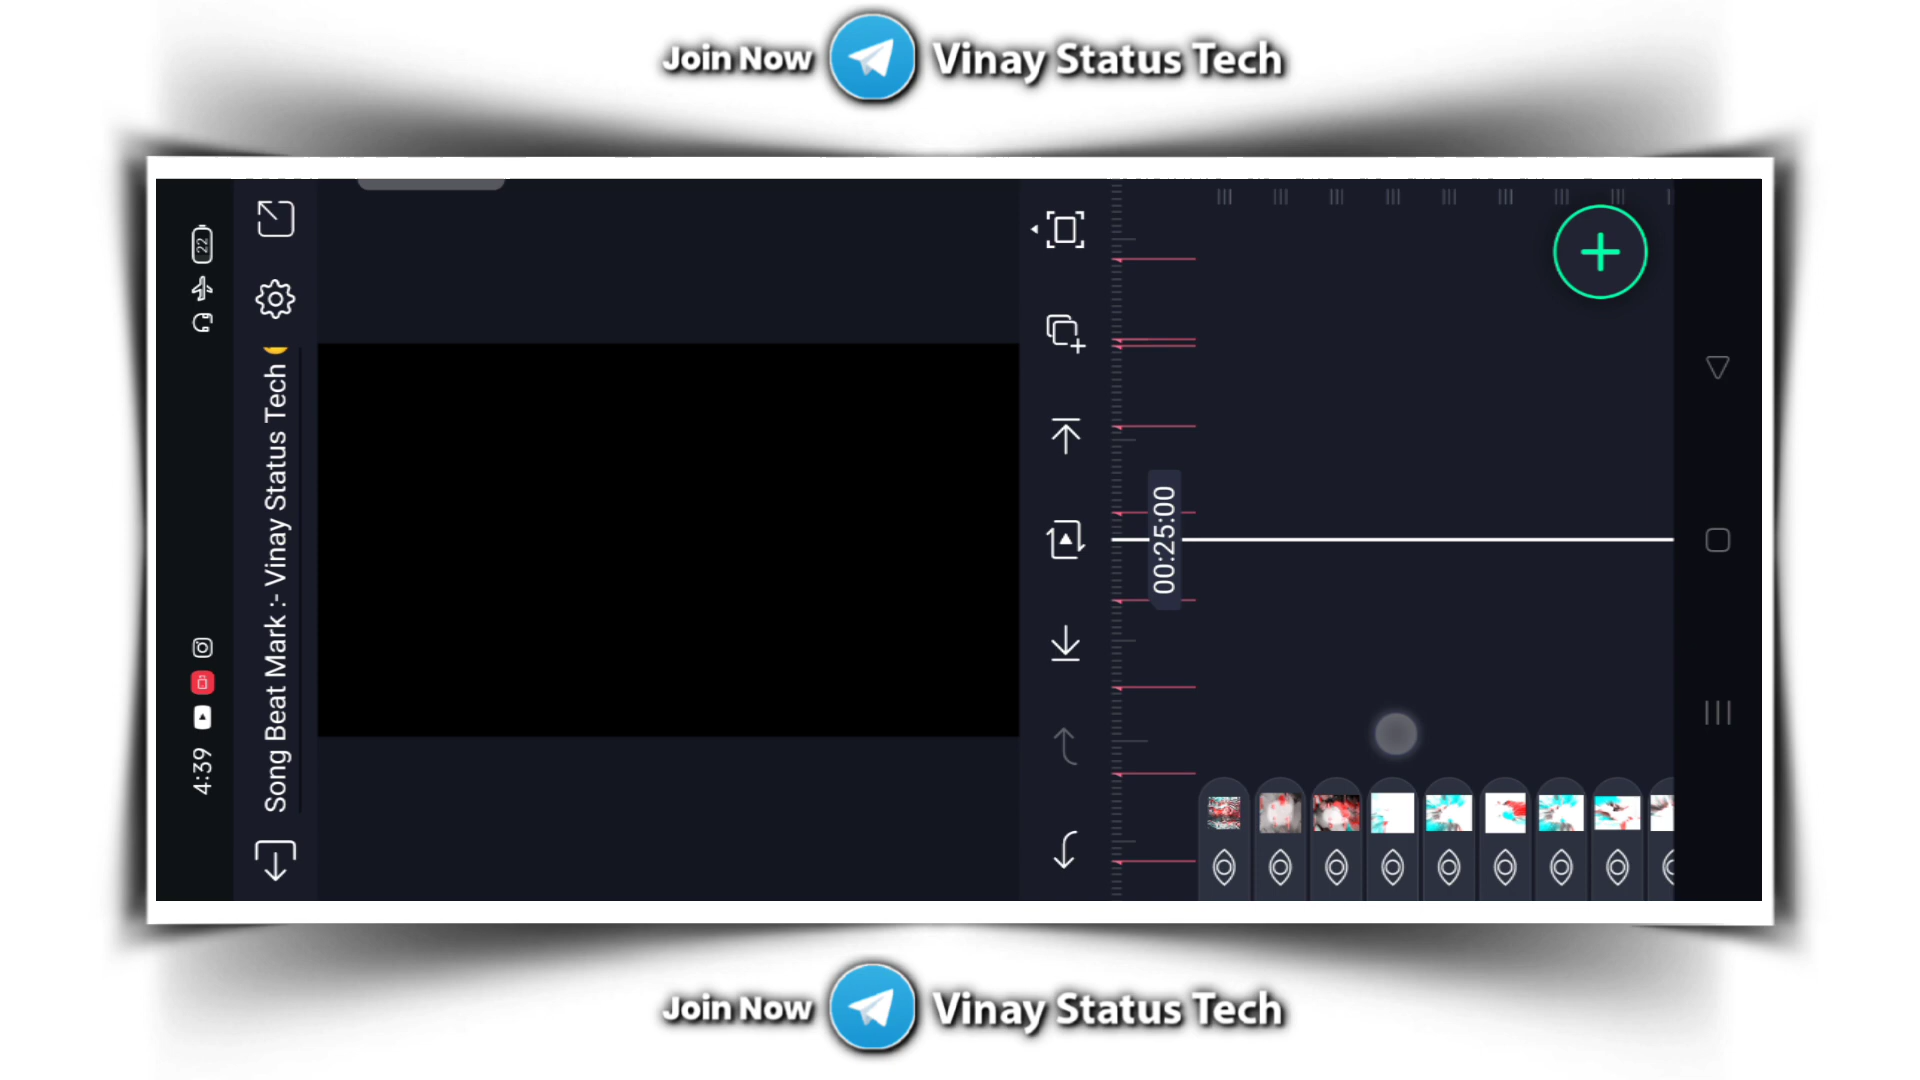 Join Now Vinay Status Tech
22
4:39
Song Beat Mark :- Vinay Status Tech
00:25:00
Join Now Vinay Status Tech